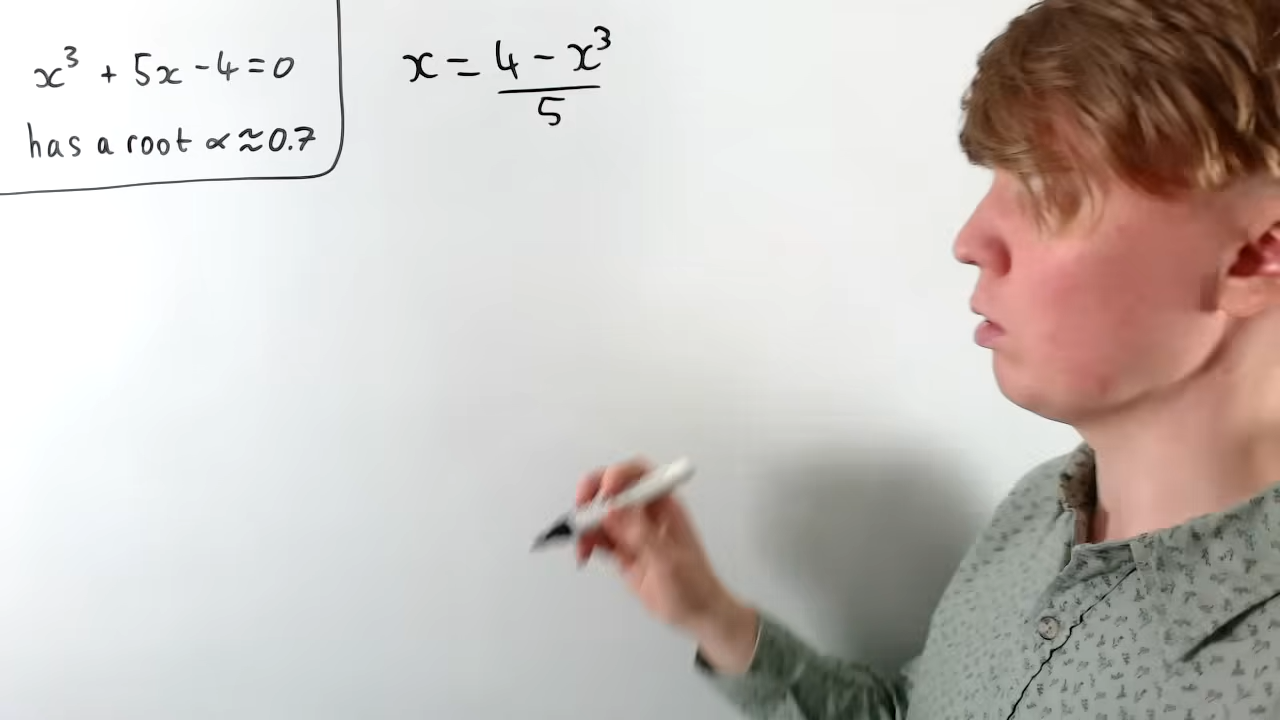 x³ + 5x - 4 = 0
has a root α ≈ 0.7
x = 4 - x³
5